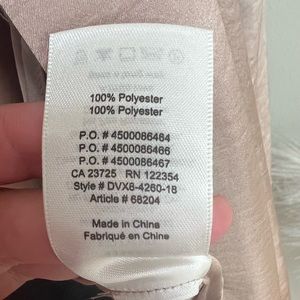 100% Polyester
100% Polyester
P.O. # 4500086464
P.O. # 4500086466
P.O. # 4500086467
CA 23725 RN 122354
Style # DVX8-4260-18
Article # 68204
Made in China
Fabriqué en Chine